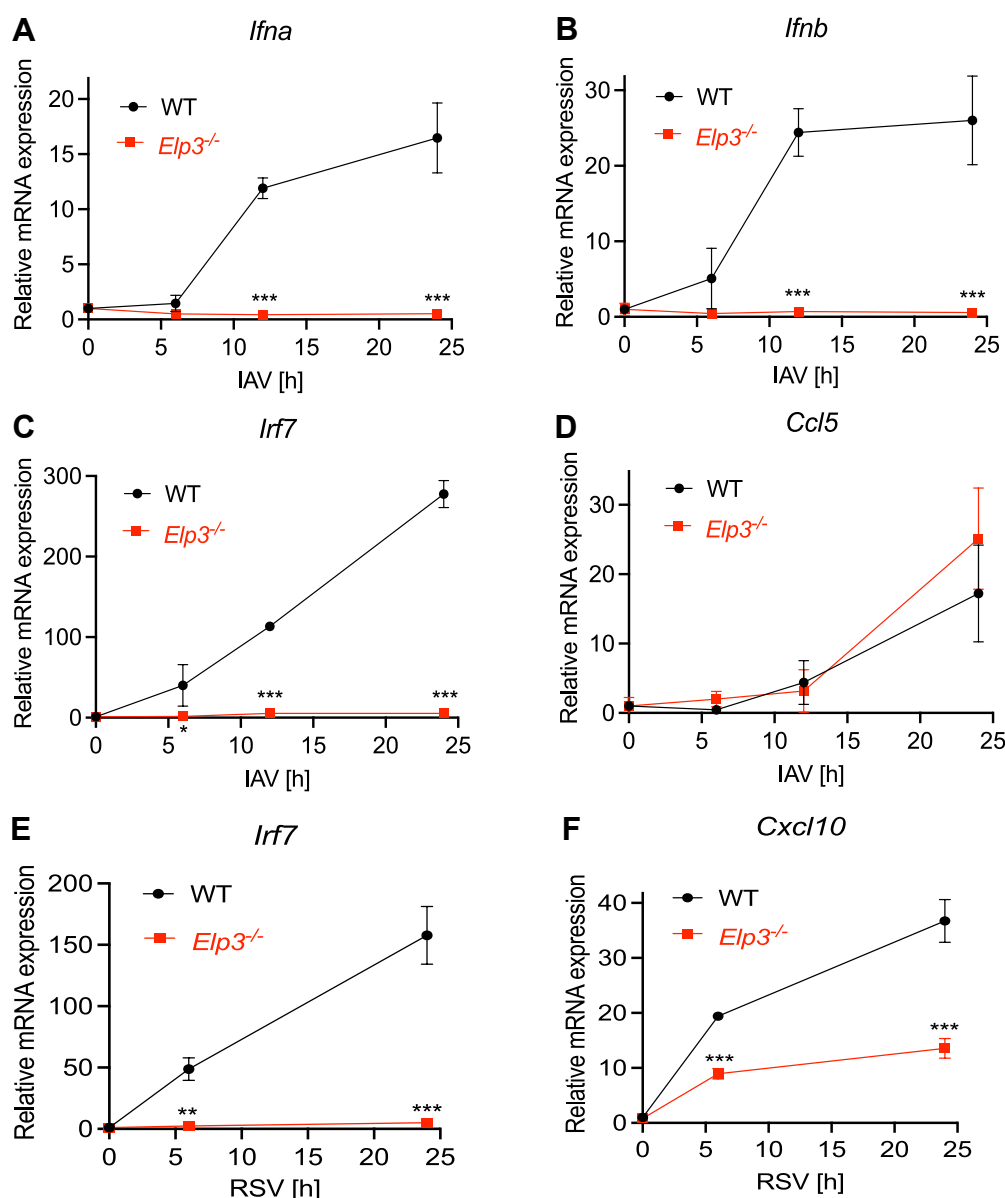 A
Ifna
Relative mRNA expression
20
15
10
5
0
WT
Elp3-/-
***
***
0 5 10 15 20 25
IAV [h]
B
Ifnb
Relative mRNA expression
30
20
10
0
WT
Elp3-/-
***
***
0 5 10 15 20 25
IAV [h]
C
Irf7
Relative mRNA expression
300
200
100
0
WT
Elp3-/-
*
***
***
0 5 10 15 20 25
IAV [h]
D
Ccl5
Relative mRNA expression
30
20
10
0
WT
Elp3-/-
0 5 10 15 20 25
IAV [h]
E
Irf7
Relative mRNA expression
200
150
100
50
0
WT
Elp3-/-
**
***
0 5 10 15 20 25
RSV [h]
F
Cxcl10
Relative mRNA expression
40
30
20
10
0
WT
Elp3-/-
***
***
0 5 10 15 20 25
RSV [h]